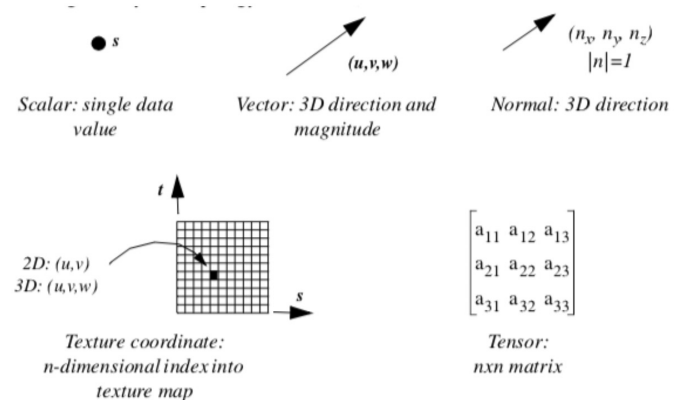 s
(u,v,w)
(nx, ny, nz)
|n|=1
Scalar: single data
value
Vector: 3D direction and
magnitude
Normal: 3D direction
t
2D: (u,v)
3D: (u,v,w)
s
Texture coordinate:
n-dimensional index into
texture map
a11 a12 a13
a21 a22 a23
a31 a32 a33
Tensor:
nxn matrix